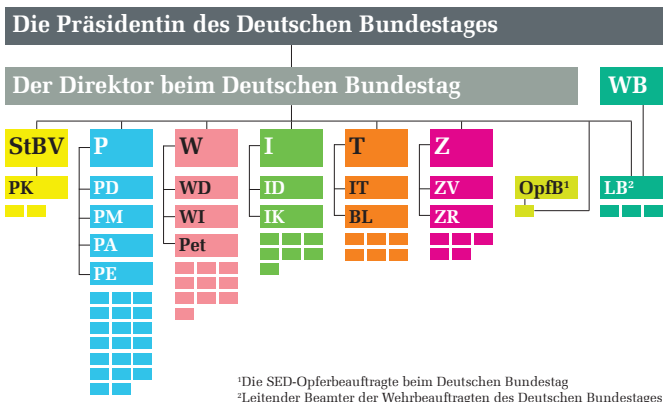 Die Präsidentin des Deutschen Bundestages
Der Direktor beim Deutschen Bundestag
WB
StBV P W I T Z
PK PD WD ID IT ZV OpfB¹ LB²
PM WI IK BL ZR
PA Pet
PE
¹Die SED-Opferbeauftragte beim Deutschen Bundestag
²Leitender Beamter der Wehrbeauftragten des Deutschen Bundestages